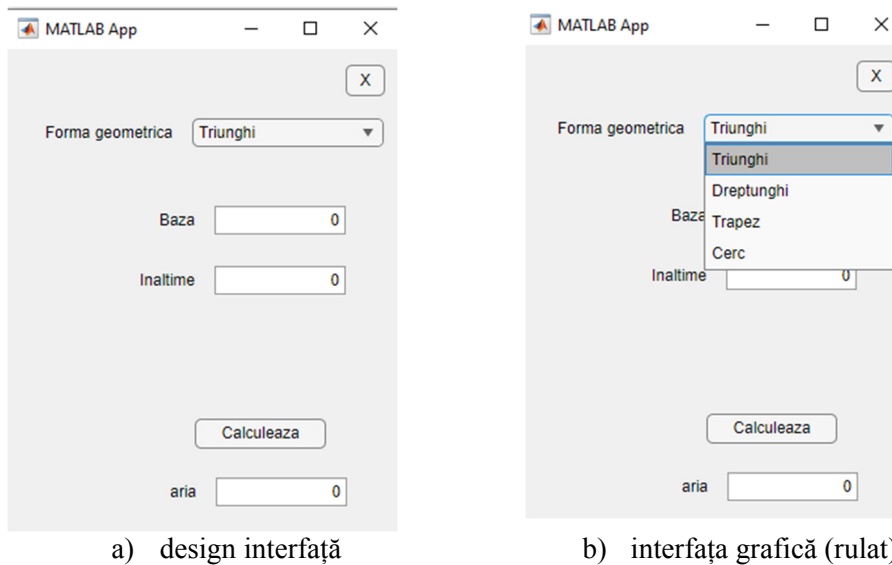 MATLAB App
X
Forma geometrica Triunghi
Baza 0
Inaltime 0
Calculeaza
aria 0
a) design interfață
MATLAB App
X
Forma geometrica Triunghi
Triunghi
Dreptunghi
Baza
Trapez
Cerc
Inaltime 0
Calculeaza
aria 0
b) interfața grafică (rulat)